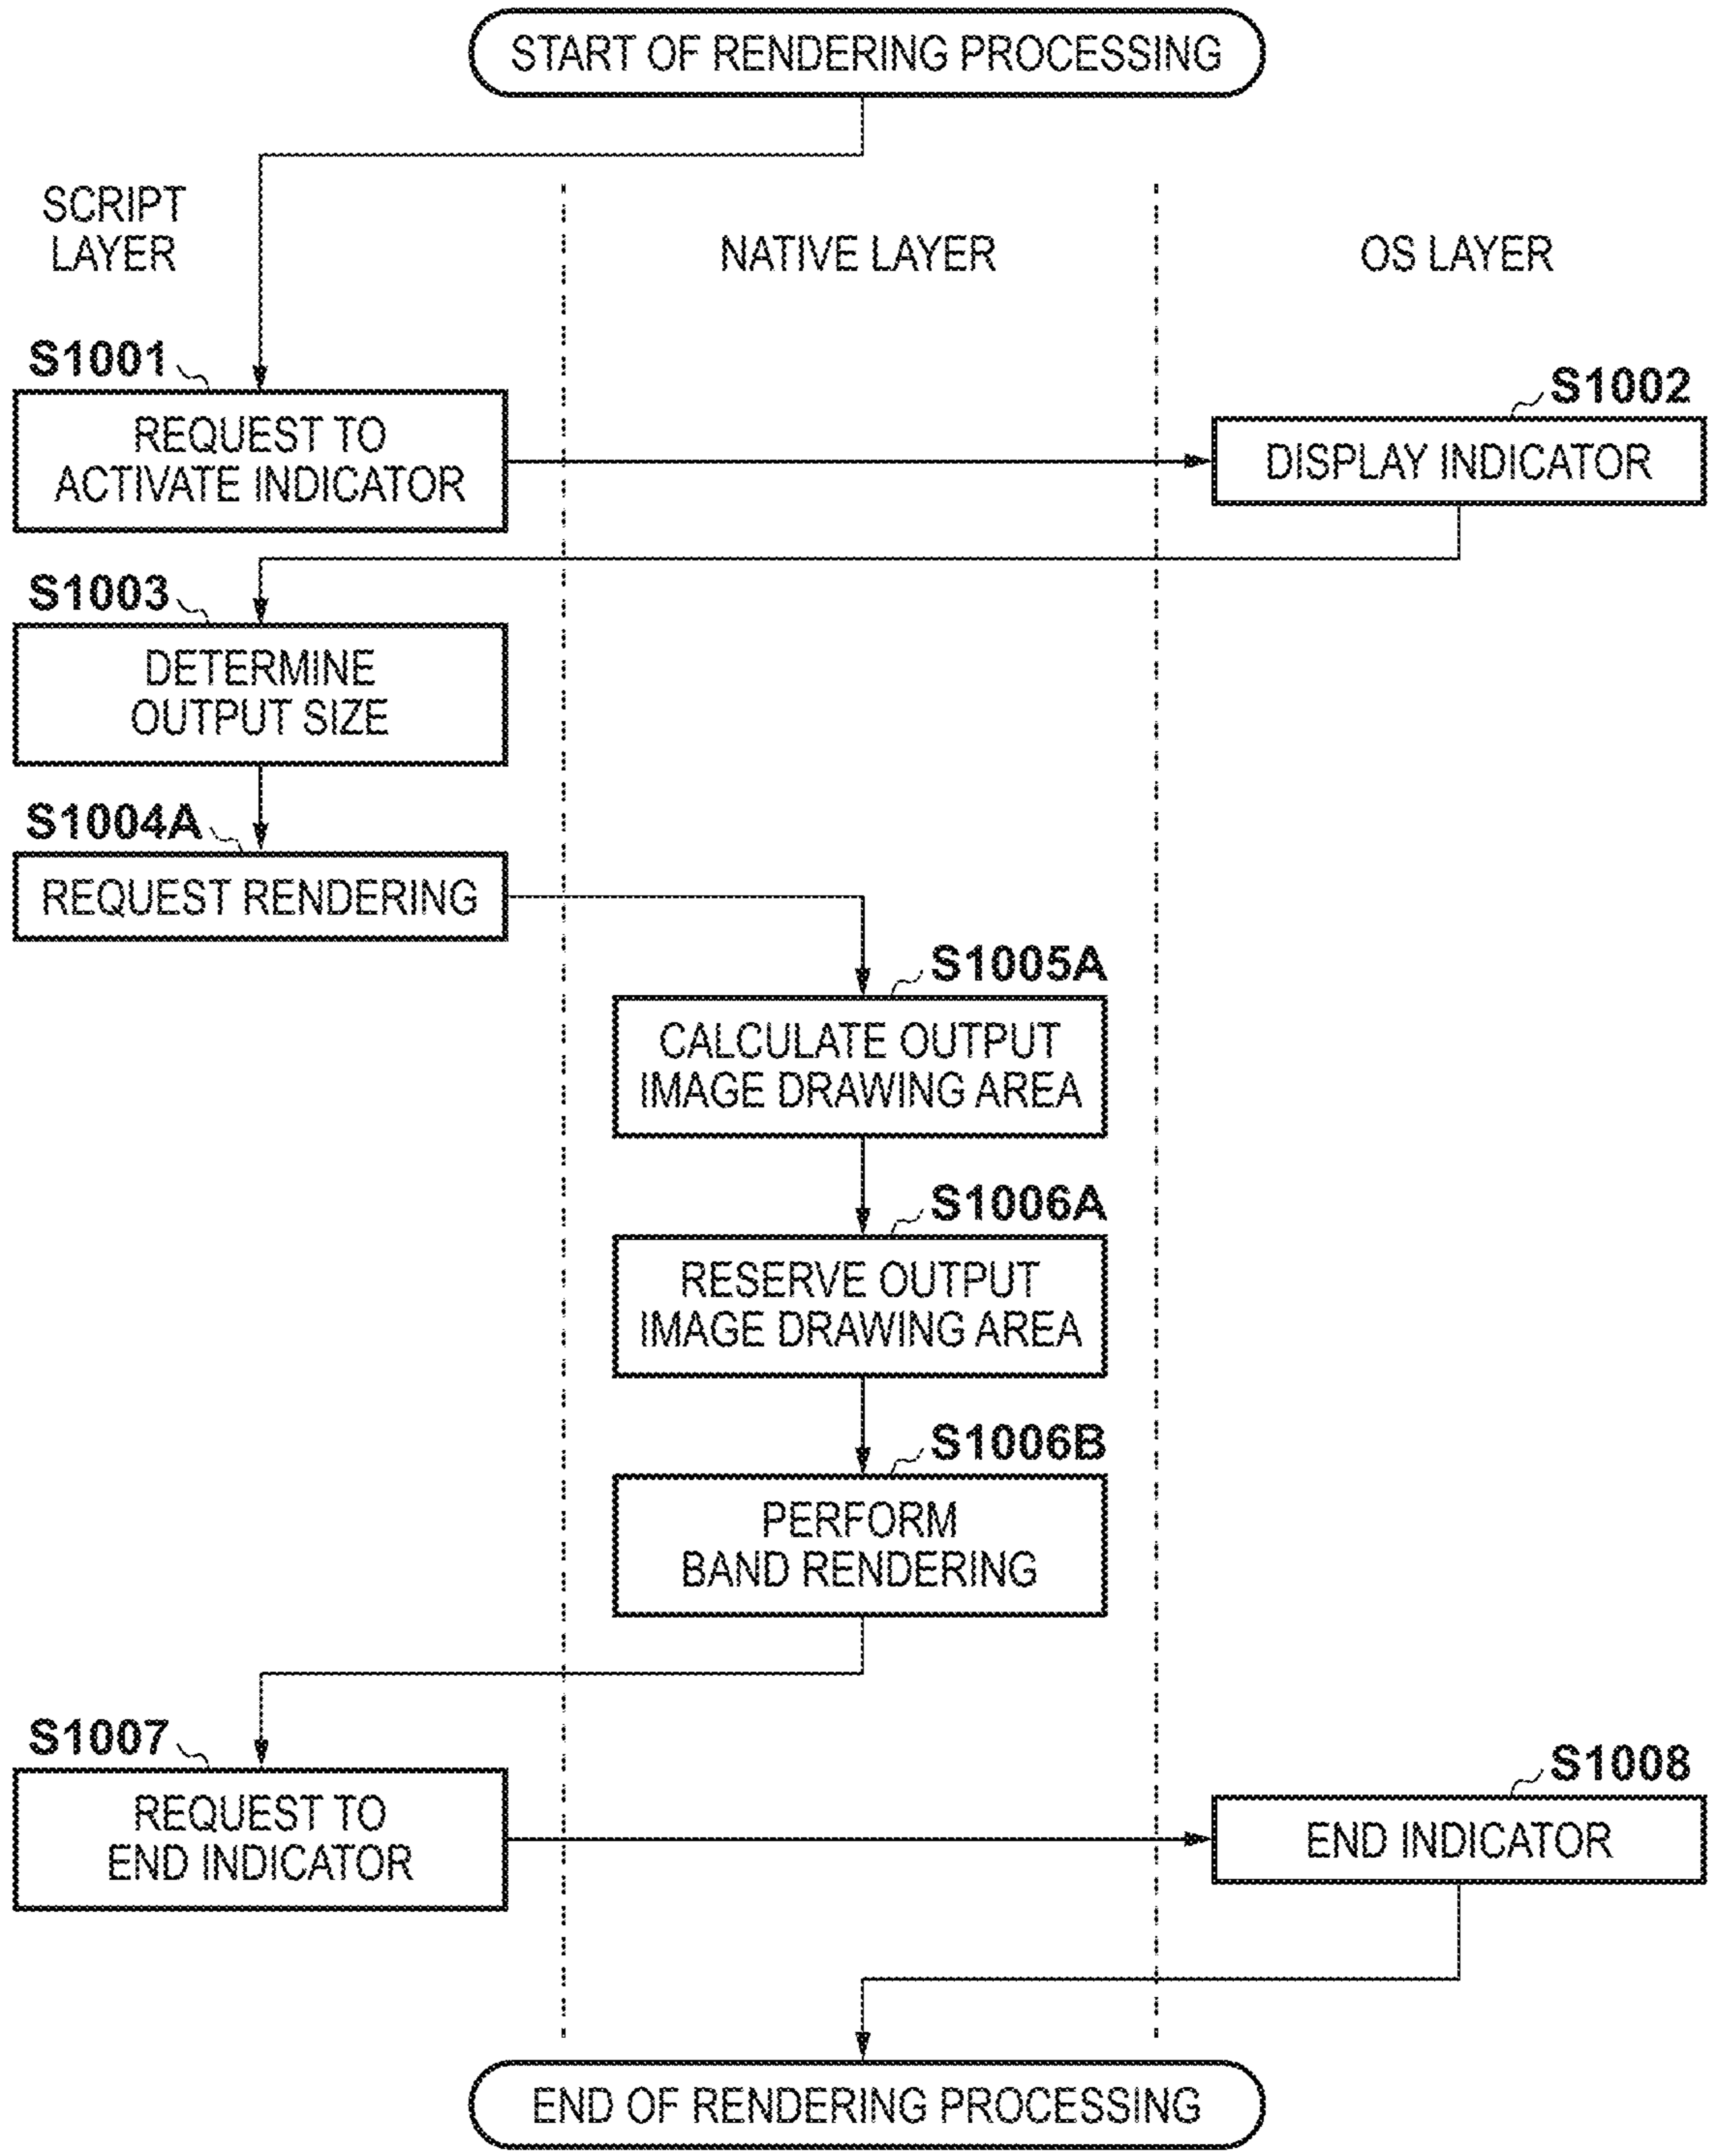 START OF RENDERING PROCESSING
SCRIPT
LAYER
NATIVE LAYER
OS LAYER
S1001
REQUEST TO
ACTIVATE INDICATOR
S1002
DISPLAY INDICATOR
S1003
DETERMINE
OUTPUT SIZE
S1004A
REQUEST RENDERING
S1005A
CALCULATE OUTPUT
IMAGE DRAWING AREA
S1006A
RESERVE OUTPUT
IMAGE DRAWING AREA
S1006B
PERFORM
BAND RENDERING
S1007
REQUEST TO
END INDICATOR
S1008
END INDICATOR
END OF RENDERING PROCESSING